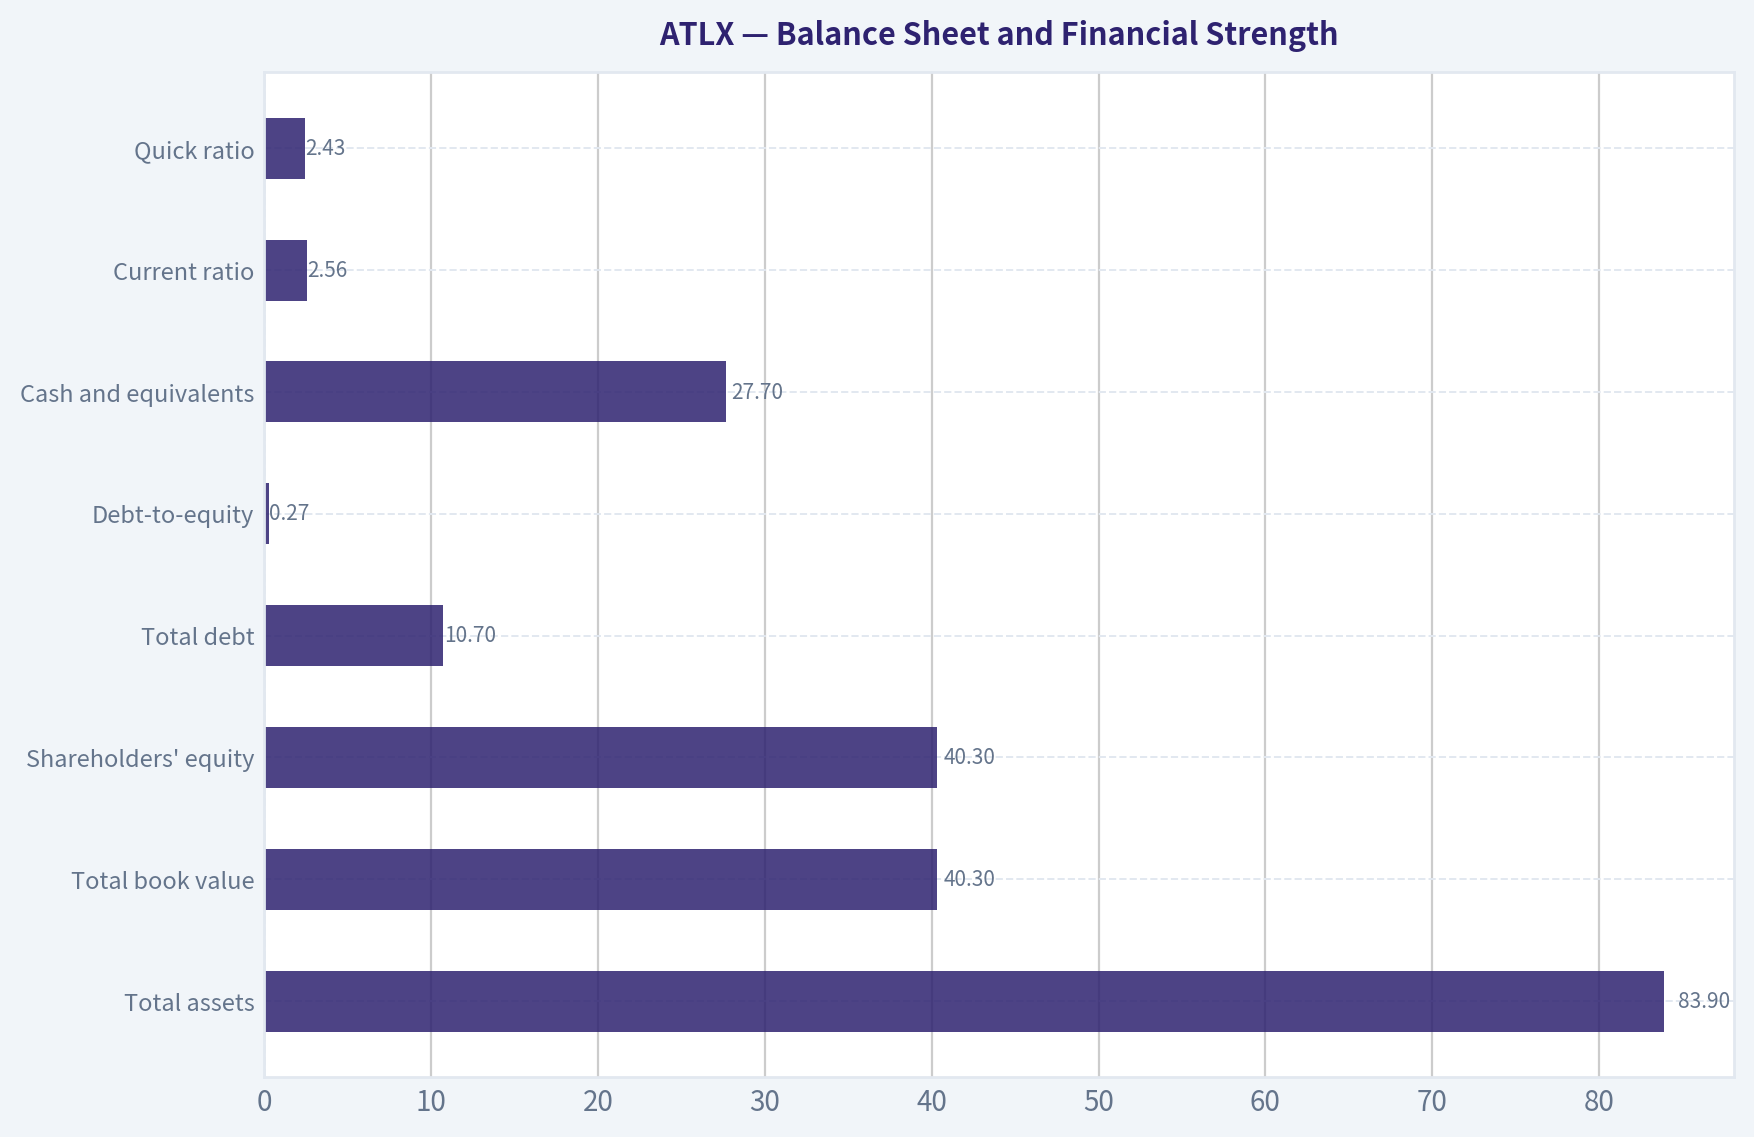 ATLX — Balance Sheet and Financial Strength
Quick ratio 2.43
Current ratio 2.56
Cash and equivalents 27.70
Debt-to-equity 0.27
Total debt 10.70
Shareholders' equity 40.30
Total book value 40.30
Total assets 83.90
0 10 20 30 40 50 60 70 80